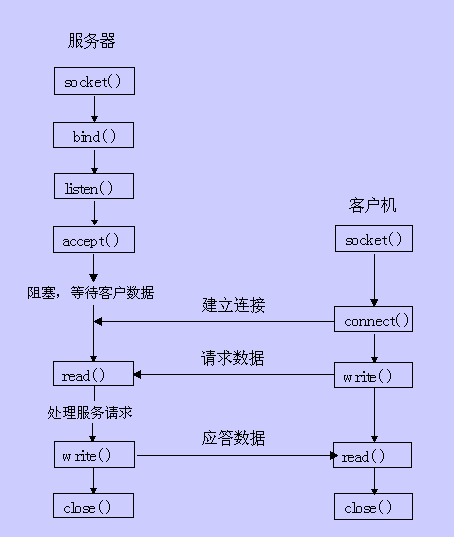 服务器
socket()
bind()
listen()
accept()
阻塞，等待客户数据
客户机
socket()
建立连接
connect()
请求数据
read()
write()
处理服务请求
应答数据
write()
read()
close()
close()